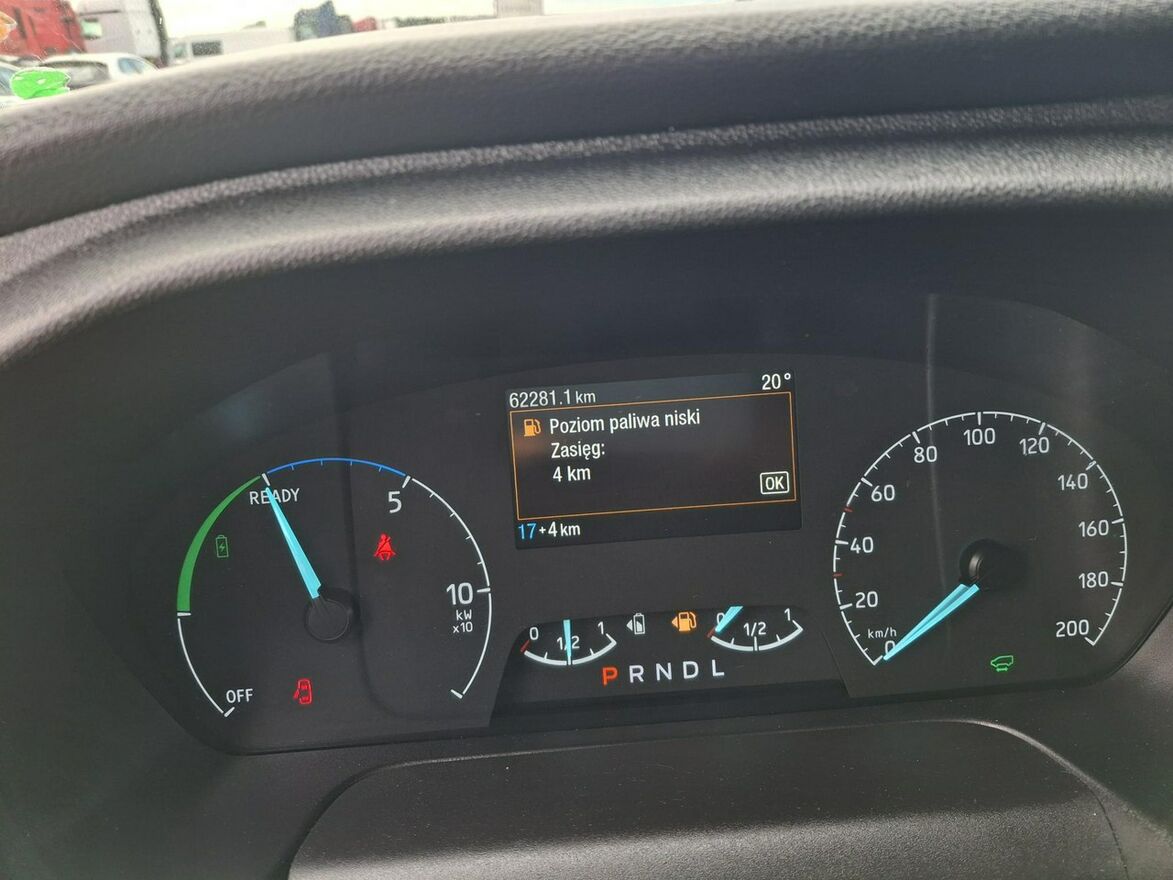 62281.1 km
20°
Poziom paliwa niski
Zasięg:
4 km
OK
17+4 km
READY
5
10
kW
x10
OFF
0
1/2
1
0
1/2
1
P R N D L
0
20
40
60
80
100
120
140
160
180
200
km/h